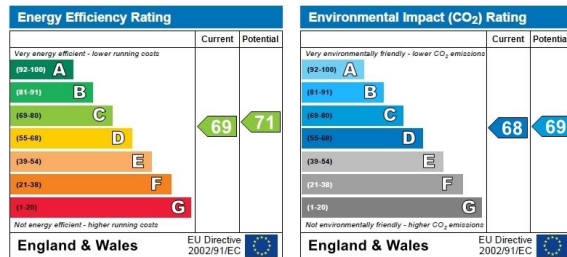 Energy Efficiency Rating
Current Potential
Very energy efficient - lower running costs
(92-100) A
(81-91) B
(69-80) C
(55-68) D
(39-54) E
(21-38) F
(1-20) G
69 71
Not energy efficient - higher running costs
England & Wales
EU Directive
2002/91/EC
Environmental Impact (CO2) Rating
Current Potentia
Very environmentally friendly - lower CO2 emissions
(92-100) A
(81-91) B
(69-80) C
(55-68) D
(39-54) E
(21-38) F
(1-20) G
68 69
Not environmentally friendly - higher CO2 emissions
England & Wales
EU Directive
2002/91/EC